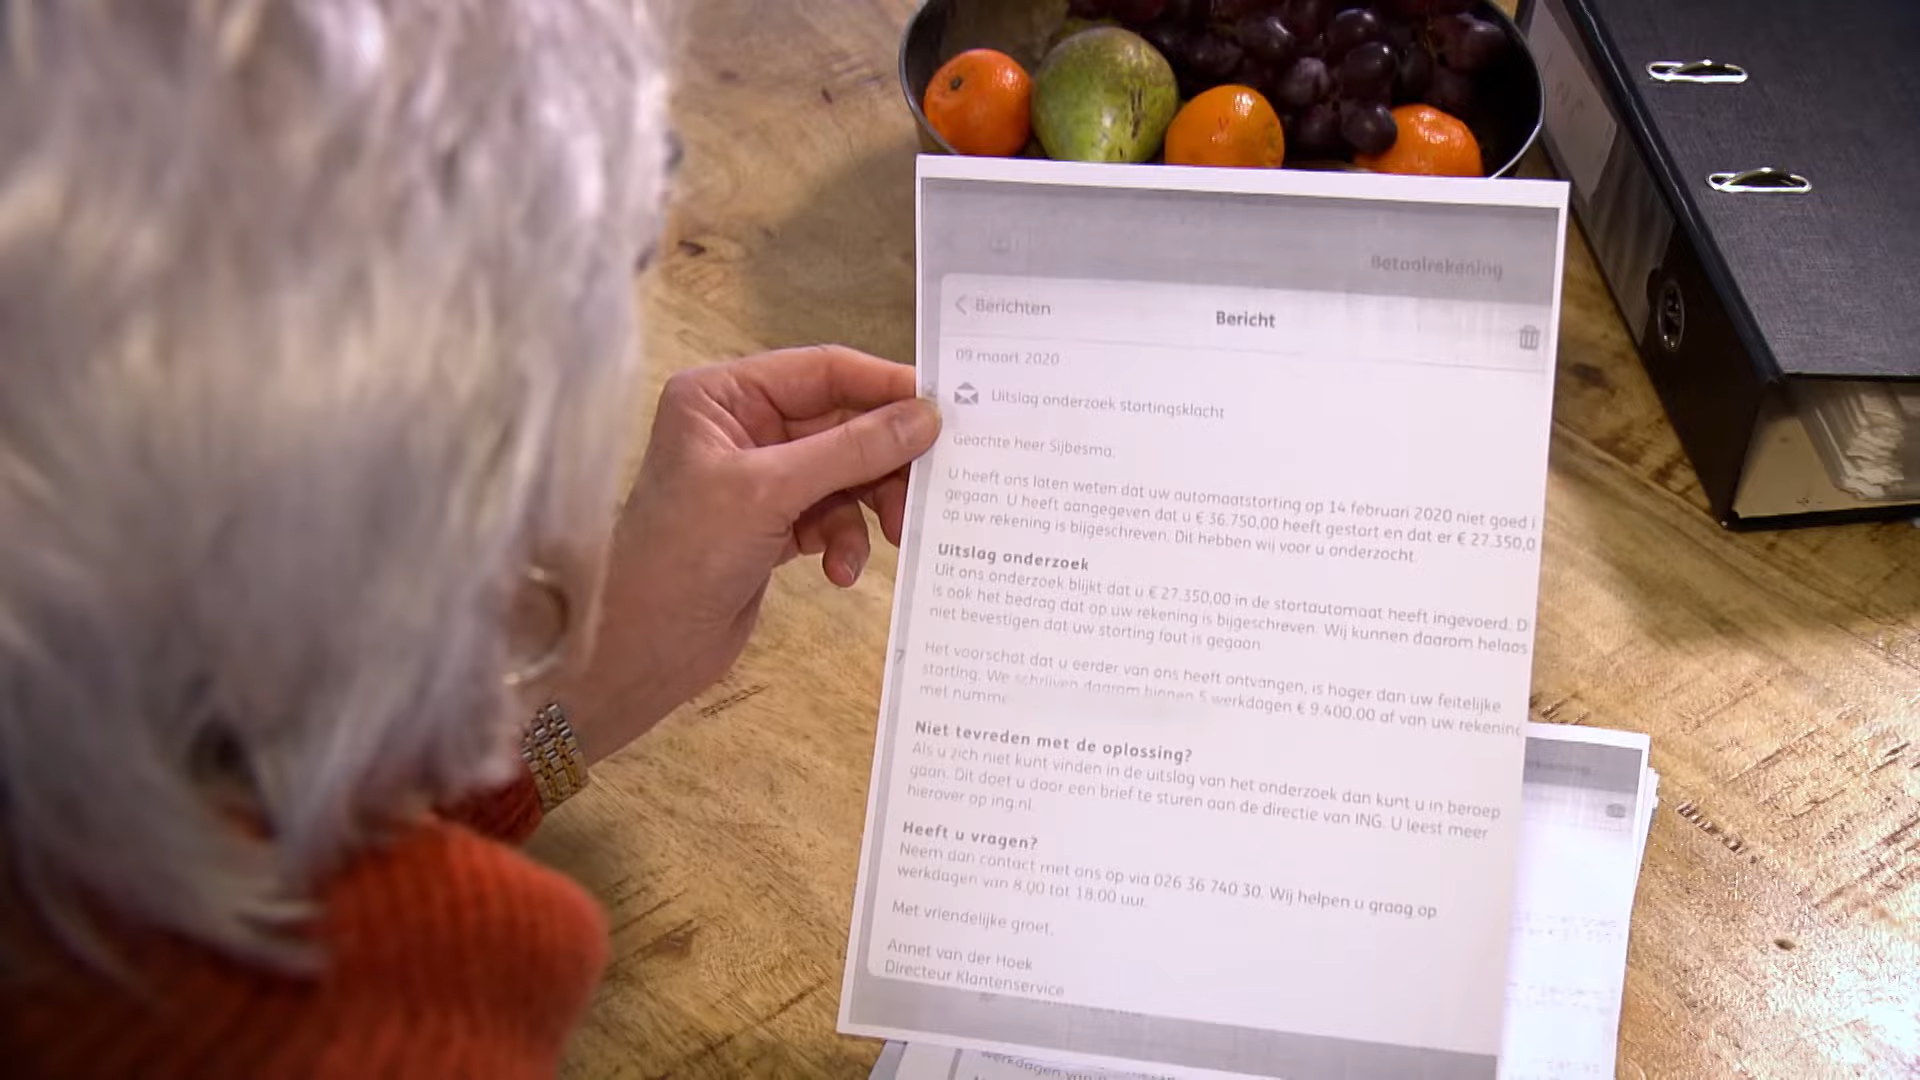 Betaalrekening
Berichten
Bericht
09 maart 2020
Uitslag onderzoek stortingsklacht
Geachte heer Sijbesma,
U heeft ons laten weten dat uw automaatstorting op 14 februari 2020 niet goed i
gegaan. U heeft aangegeven dat u € 36.750,00 heeft gestort en dat er € 27.350,0
op uw rekening is bijgeschreven. Dit hebben wij voor u onderzocht.
Uitslag onderzoek
Uit ons onderzoek blijkt dat u € 27.350,00 in de stortautomaat heeft ingevoerd. D
is ook het bedrag dat op uw rekening is bijgeschreven. Wij kunnen daarom helaas
niet bevestigen dat uw storting fout is gegaan.
Het voorschot dat u eerder van ons heeft ontvangen, is hoger dan uw feitelijke
storting. We schrijven daarom binnen 5 werkdagen € 9.400,00 af van uw rekening
met numme
Niet tevreden met de oplossing?
Als u zich niet kunt vinden in de uitslag van het onderzoek dan kunt u in beroep
gaan. Dit doet u door een brief te sturen aan de directie van ING. U leest meer
hierover op ing.nl.
Heeft u vragen?
Neem dan contact met ons op via 026 36 740 30. Wij helpen u graag op
werkdagen van 8.00 tot 18.00 uur.
Met vriendelijke groet,
Annet van der Hoek
Directeur Klantenservice
werkdagen van